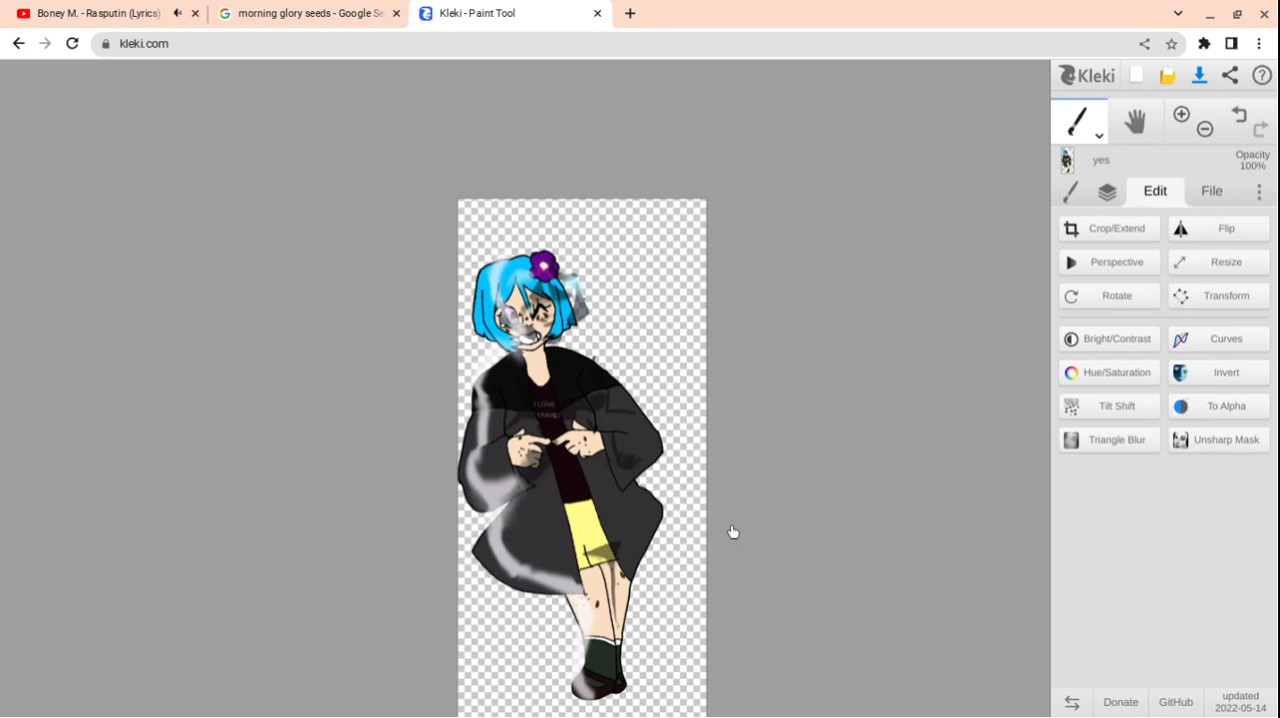 Boney M. - Rasputin (Lyrics)
morning glory seeds - Google Se
Kleki - Paint Tool
kleki.com
Kleki
yes
Opacity
100%
Edit
File
Crop/Extend
Flip
Perspective
Resize
Rotate
Transform
Bright/Contrast
Curves
Hue/Saturation
Invert
Tilt Shift
To Alpha
Triangle Blur
Unsharp Mask
I LOVE
Donate
GitHub
updated
2022-05-14